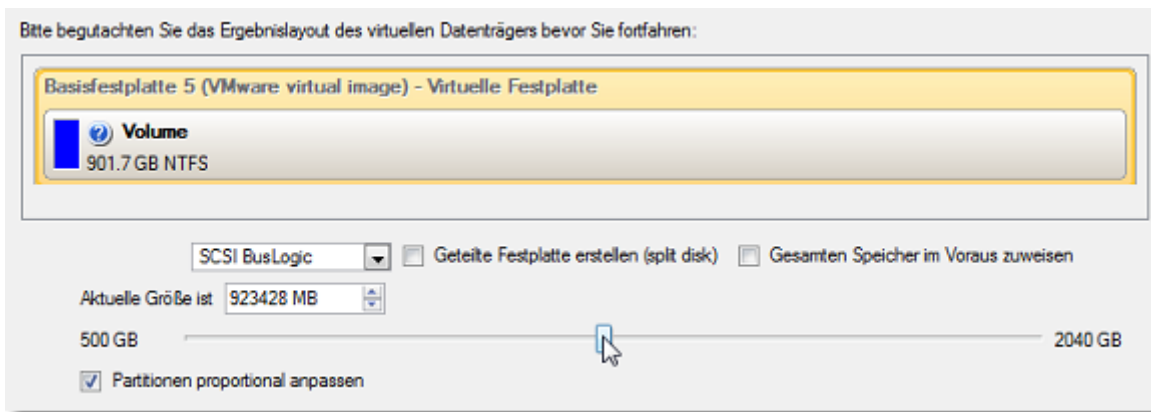 Bitte begutachten Sie das Ergebnislayout des virtuellen Datenträgers bevor Sie fortfahren:
Basisfestplatte 5 (VMware virtual image) - Virtuelle Festplatte
Volume
901.7 GB NTFS
SCSI BusLogic Geteilte Festplatte erstellen (split disk) Gesamten Speicher im Voraus zuweisen
Aktuelle Größe ist 923428 MB
500 GB 2040 GB
Partitionen proportional anpassen